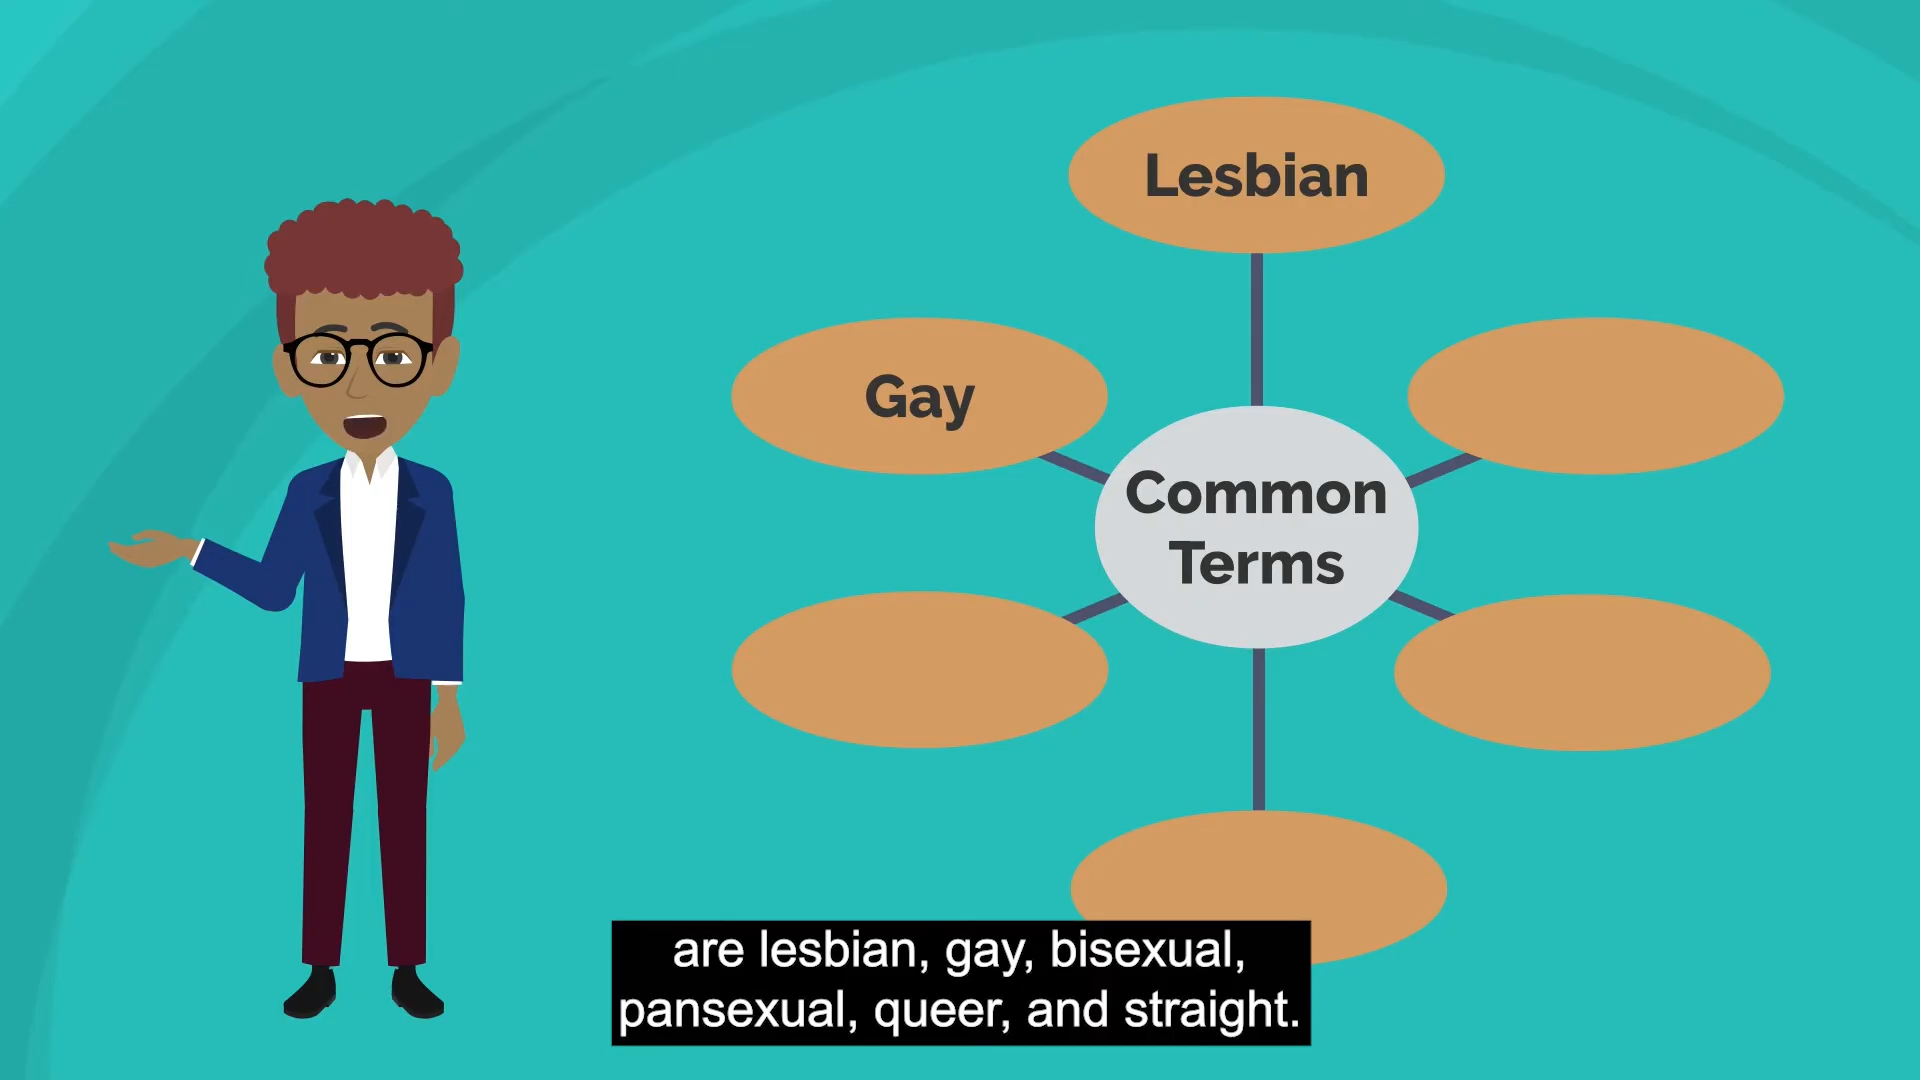 Lesbian
Gay
Common
Terms
are lesbian, gay, bisexual,
pansexual, queer, and straight.